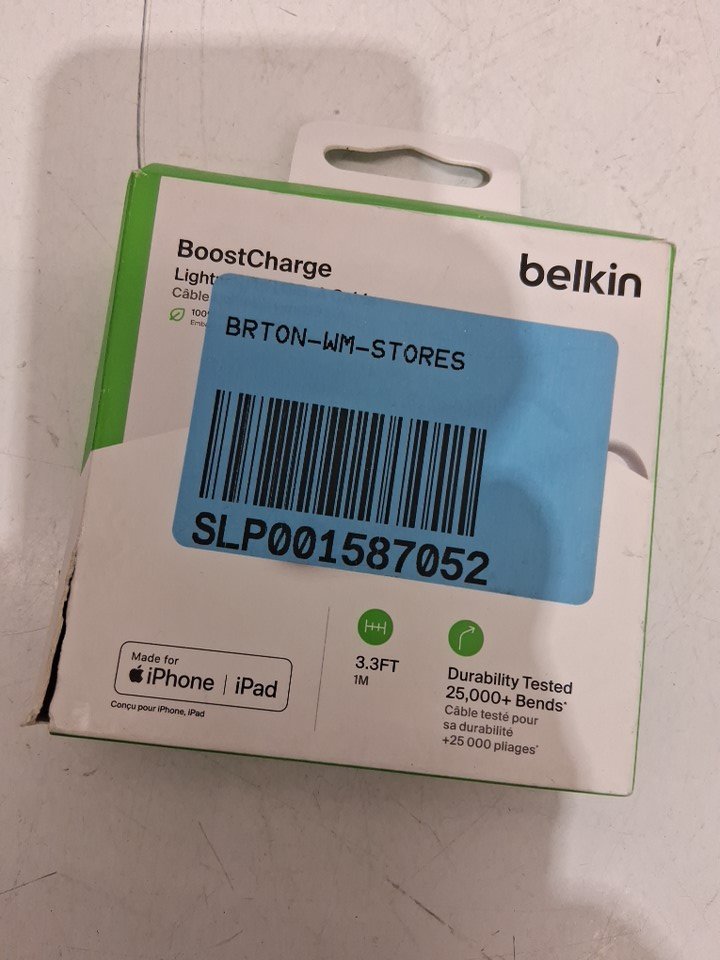 BoostCharge
belkin
Câble
100%
BRTON-WM-STORES
SLP001587052
Made for
iPhone | iPad
Conçu pour iPhone, iPad
3.3FT
1M
Durability Tested
25,000+ Bends*
Câble testé pour
sa durabilité
+25 000 pliages*